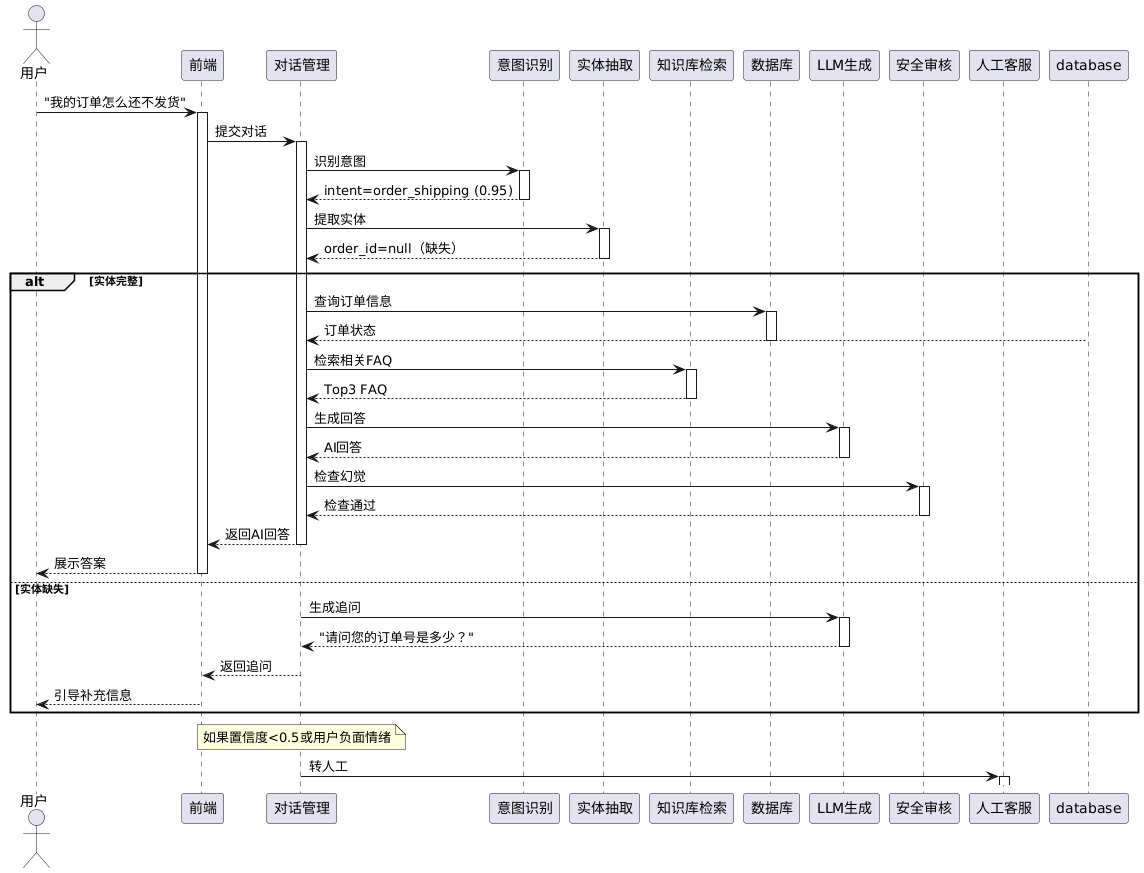 用户
前端
对话管理
意图识别
实体抽取
知识库检索
数据库
LLM生成
安全审核
人工客服
database
"我的订单怎么还不发货"
提交对话
识别意图
intent=order_shipping (0.95)
提取实体
order_id=null（缺失）
alt
[实体完整]
查询订单信息
订单状态
检索相关FAQ
Top3 FAQ
生成回答
AI回答
检查幻觉
检查通过
返回AI回答
展示答案
[实体缺失]
生成追问
"请问您的订单号是多少？"
返回追问
引导补充信息
如果置信度<0.5或用户负面情绪
转人工
用户
前端
对话管理
意图识别
实体抽取
知识库检索
数据库
LLM生成
安全审核
人工客服
database